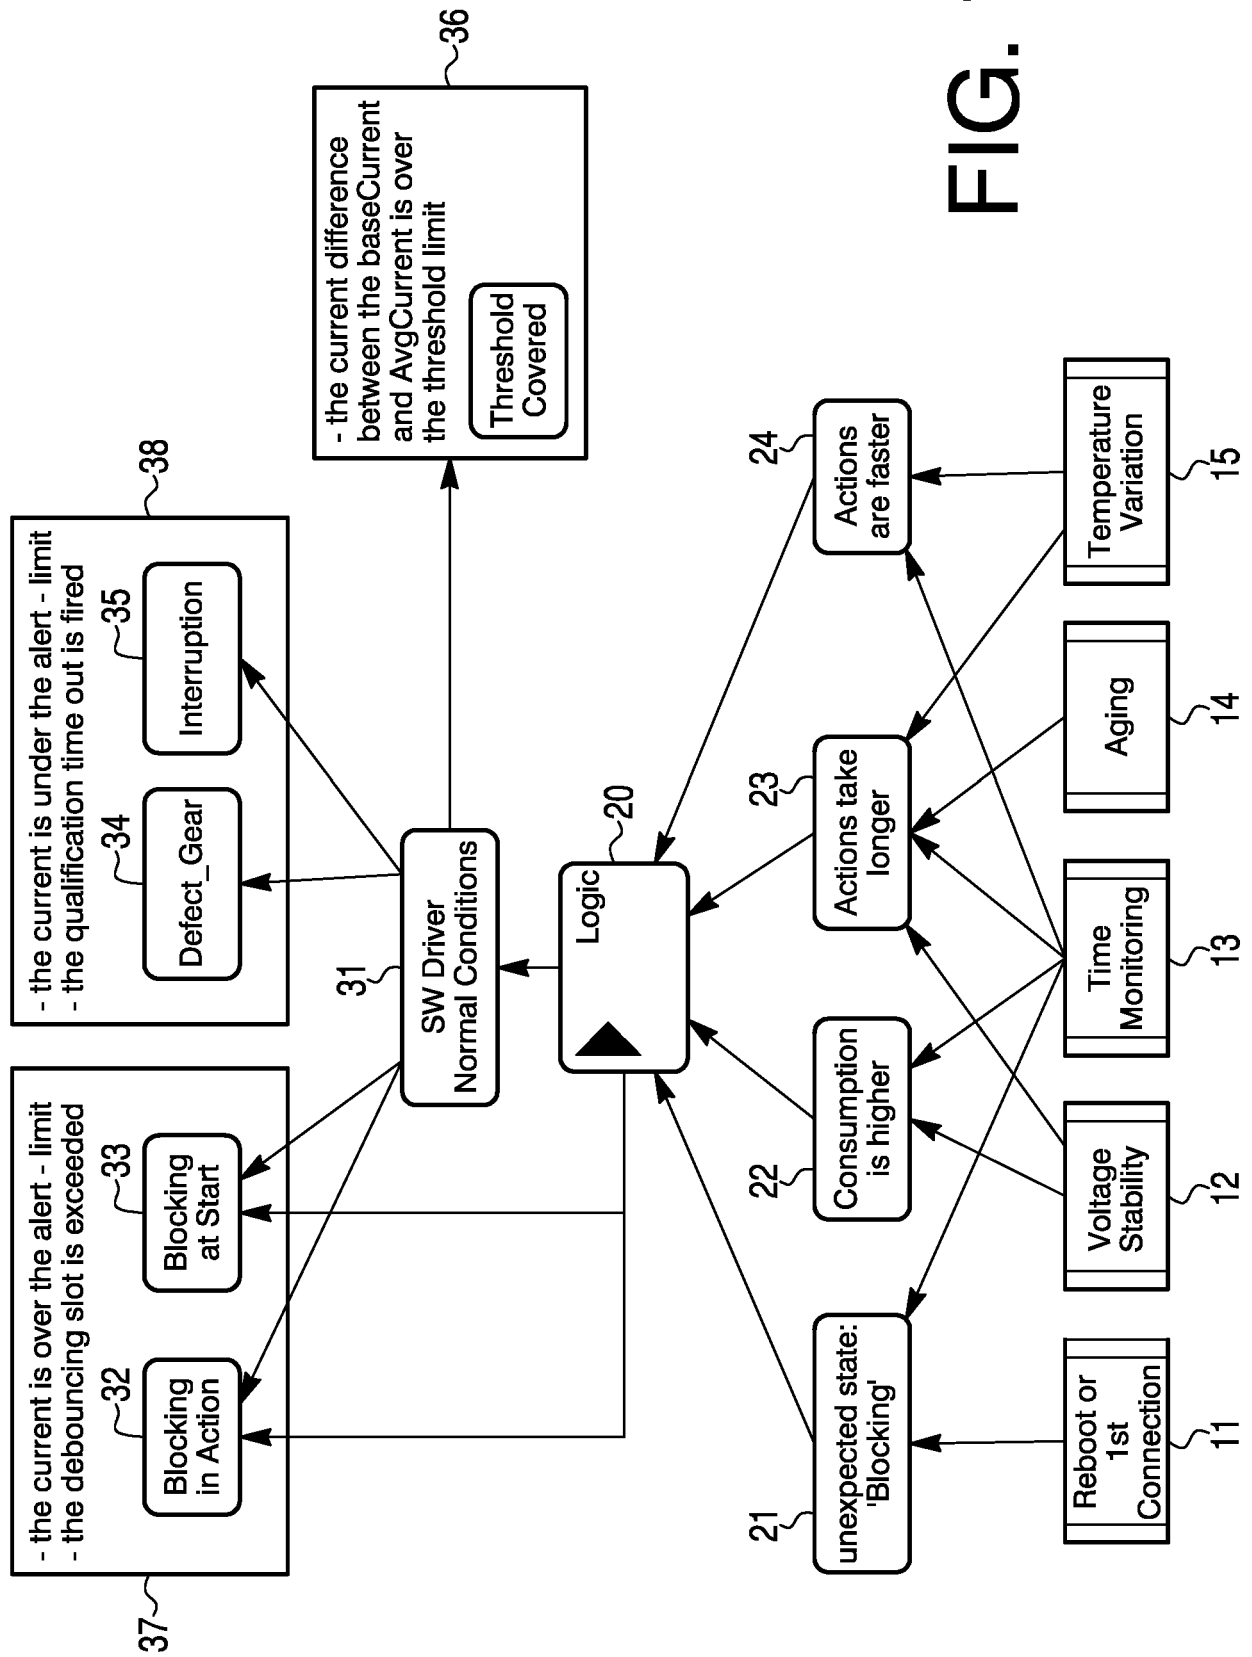 37
- the current is over the alert - limit
- the debouncing slot is exceeded
32
Blocking
in Action
33
Blocking
at Start
38
- the current is under the alert - limit
- the qualification time out is fired
34
Defect_Gear
35
Interruption
36
- the current difference
between the baseCurrent
and AvgCurrent is over
the threshold limit
Threshold
Covered
31
SW Driver
Normal Conditions
20
Logic
21
unexpected state:
'Blocking'
22
Consumption
is higher
23
Actions take
longer
24
Actions
are faster
Reboot or
1st
Connection
11
Voltage
Stability
12
Time
Monitoring
13
Aging
14
Temperature
Variation
15
FIG.